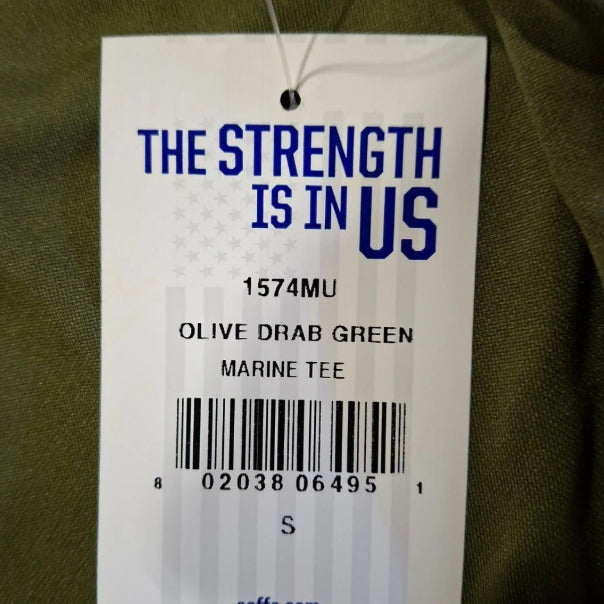 THE STRENGTH
IS IN US
1574MU
OLIVE DRAB GREEN
MARINE TEE
8 02038 06495 1
S